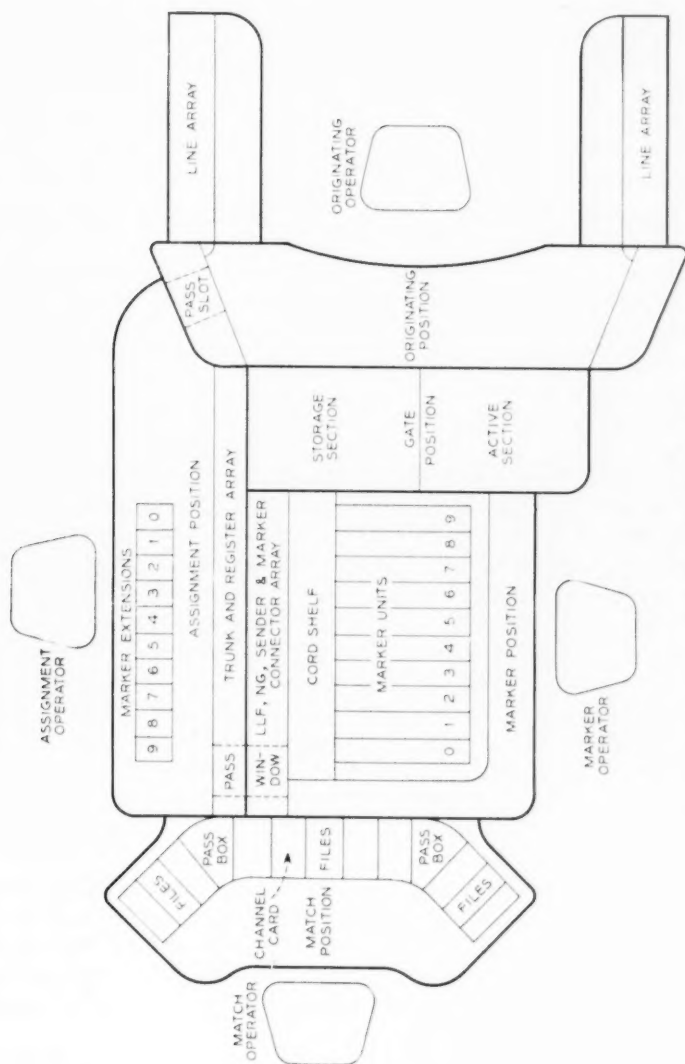 ASSIGNMENT
OPERATOR
MARKER EXTENSIONS
9 8 7 6 5 4 3 2 1 0
ASSIGNMENT POSITION
PASS
TRUNK AND REGISTER ARRAY
WIN-
DOW
LLF, NG, SENDER & MARKER
CONNECTOR ARRAY
CORD SHELF
MARKER UNITS
0 1 2 3 4 5 6 7 8 9
MARKER POSITION
MARKER
OPERATOR
MATCH
OPERATOR
MATCH
POSITION
CHANNEL
CARD
FILES
PASS
BOX
FILES
PASS
BOX
FILES
STORAGE
SECTION
GATE
POSITION
ACTIVE
SECTION
PASS
SLOT
ORIGINATING
POSITION
LINE ARRAY
ORIGINATING
OPERATOR
LINE ARRAY